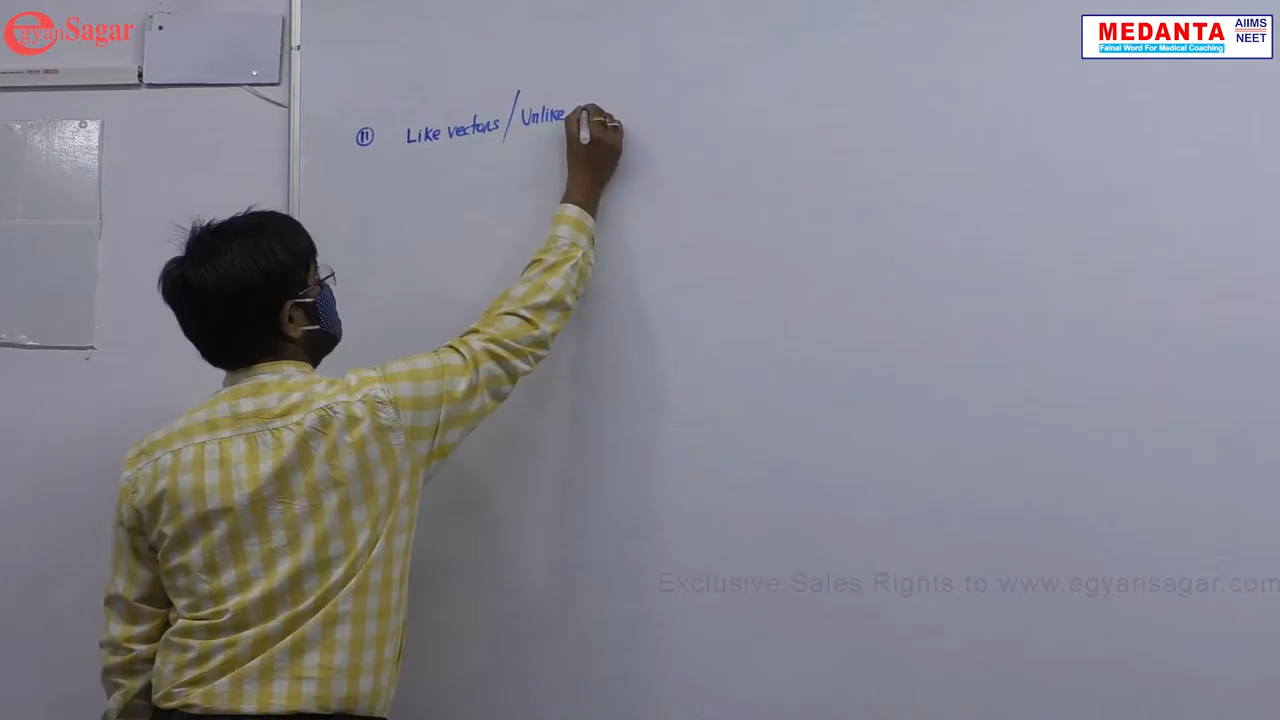 egyanSagar
MEDANTA
Fainal Word For Medical Coaching
AIIMS
NEET
⑪ Like vectors / Unlike
Exclusive Sales Rights to www.egyansagar.com